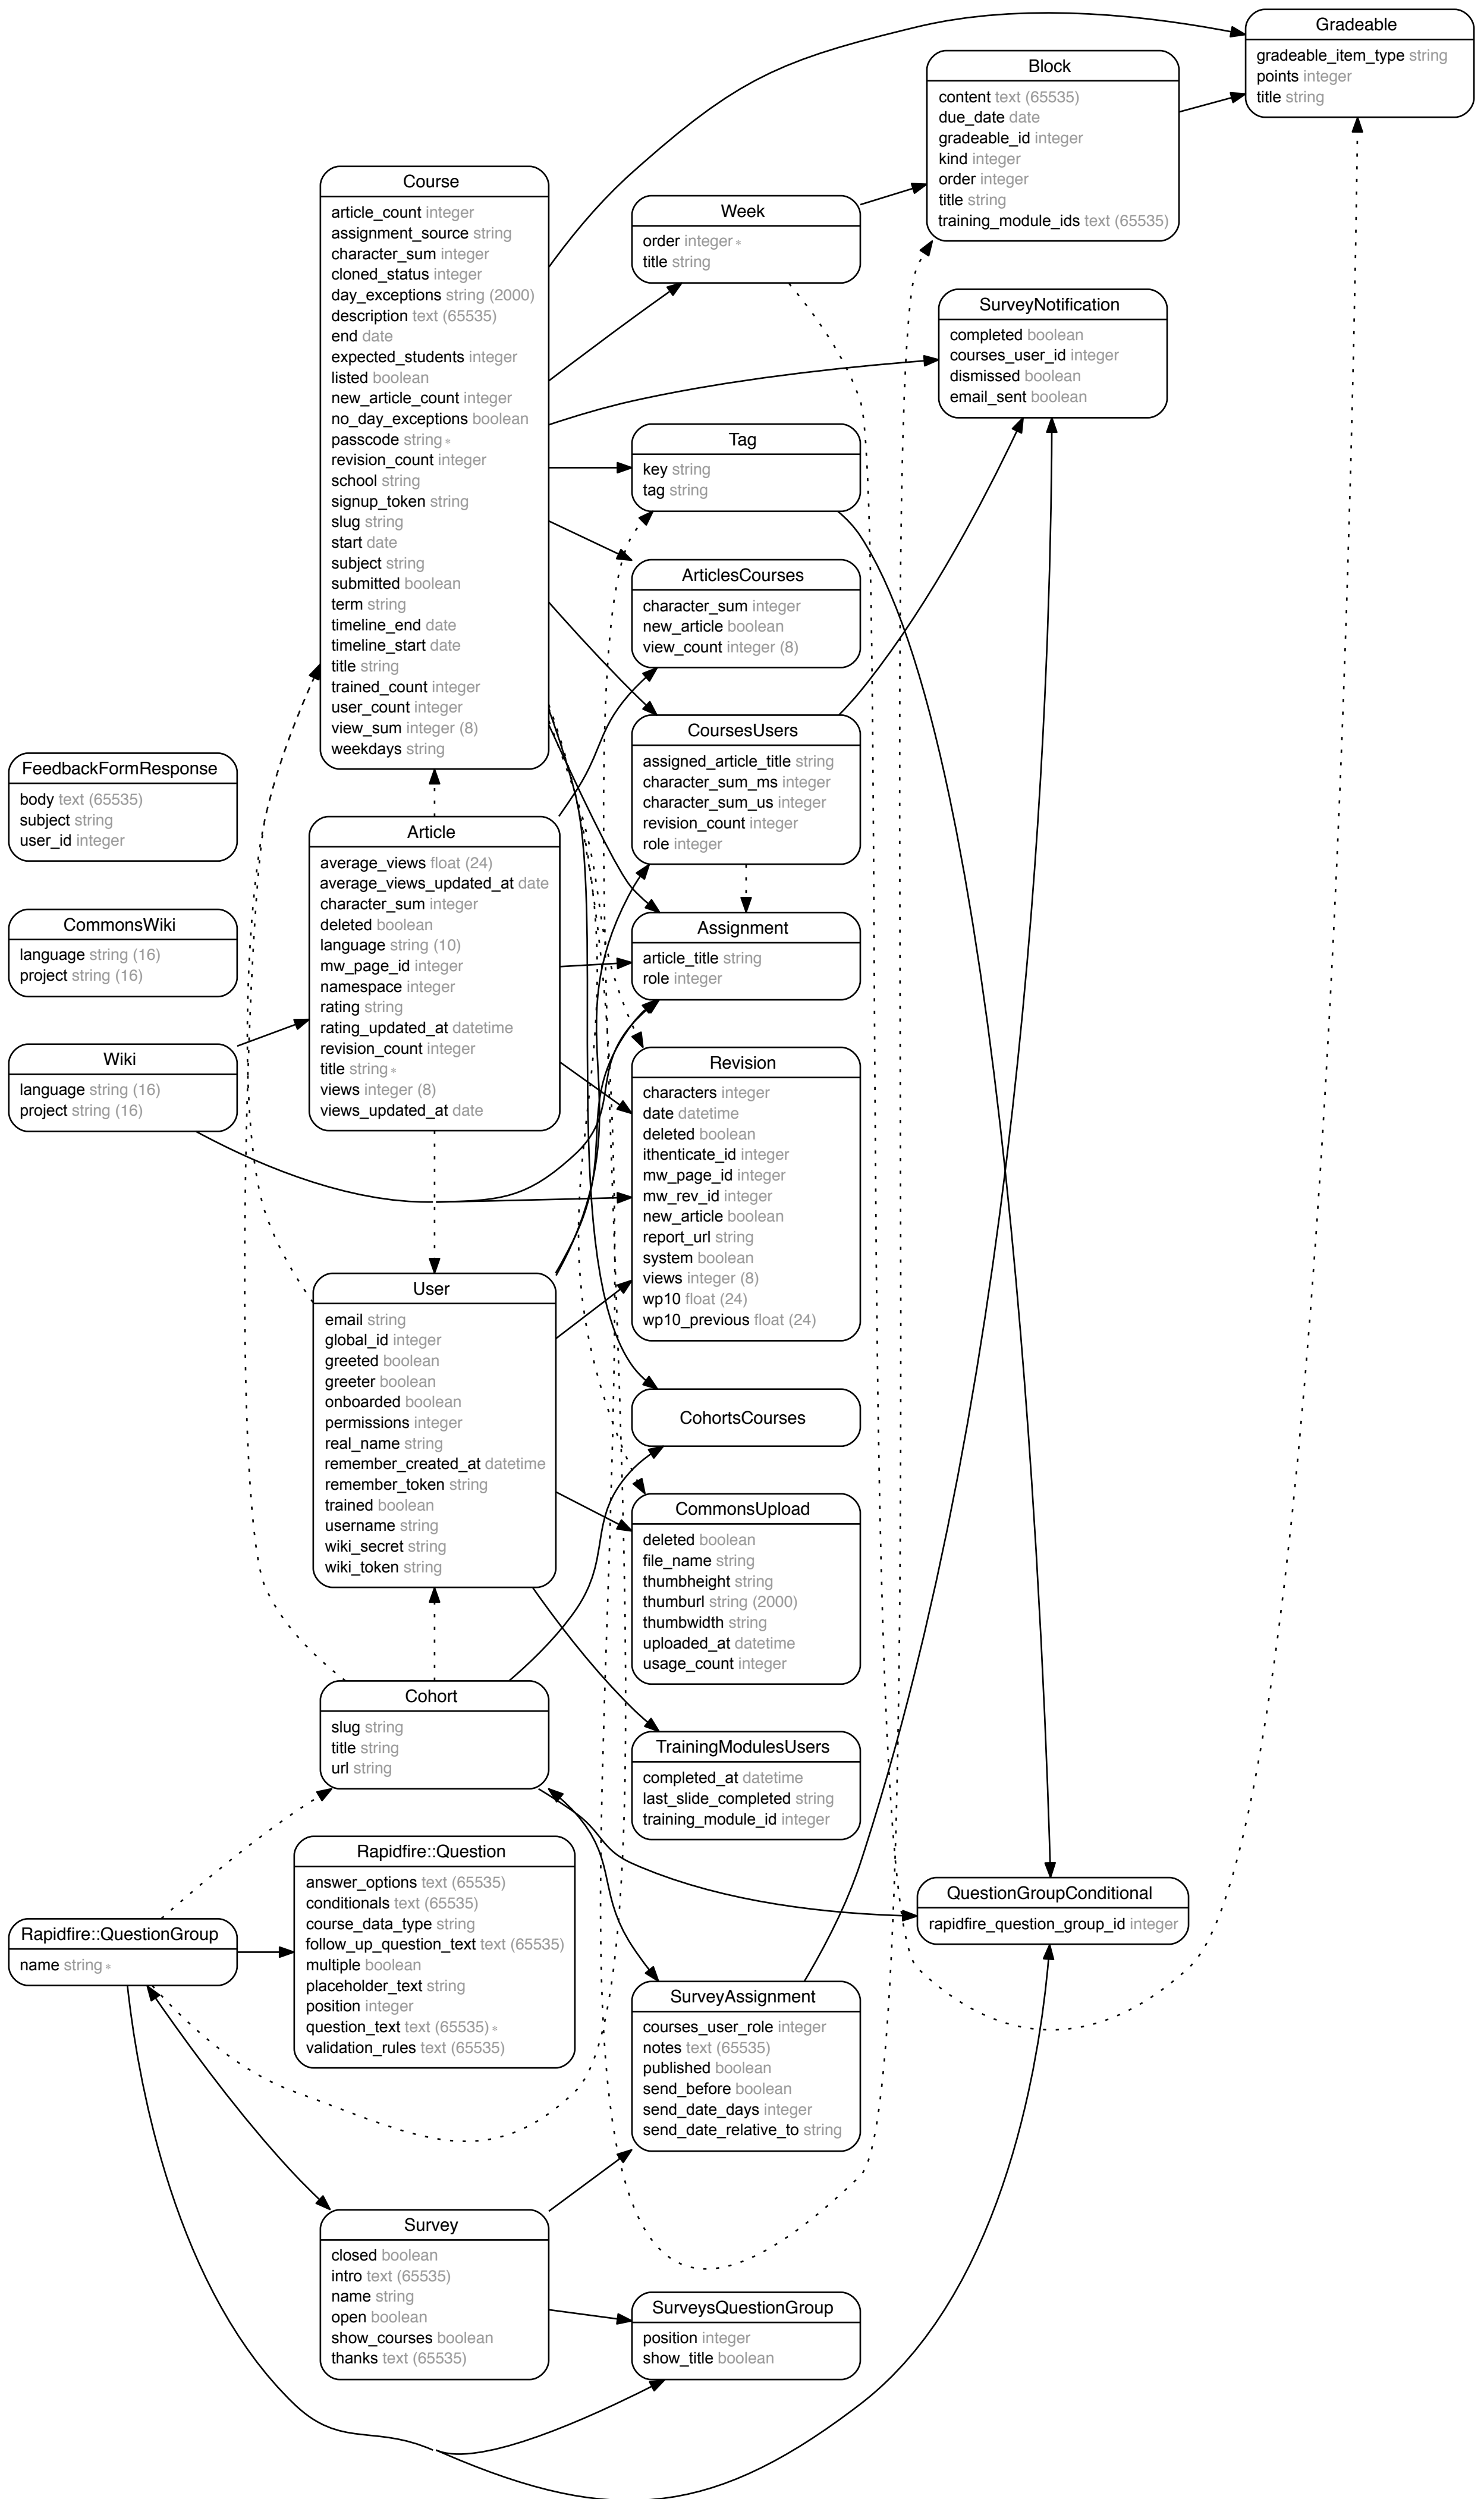 Gradeable
gradeable_item_type string
points integer
title string
Block
content text (65535)
due_date date
gradeable_id integer
kind integer
order integer
title string
training_module_ids text (65535)
Course
article_count integer
assignment_source string
character_sum integer
cloned_status integer
day_exceptions string (2000)
description text (65535)
end date
expected_students integer
listed boolean
new_article_count integer
no_day_exceptions boolean
passcode string *
revision_count integer
school string
signup_token string
slug string
start date
subject string
submitted boolean
term string
timeline_end date
timeline_start date
title string
trained_count integer
user_count integer
view_sum integer (8)
weekdays string
Week
order integer *
title string
SurveyNotification
completed boolean
courses_user_id integer
dismissed boolean
email_sent boolean
Tag
key string
tag string
ArticlesCourses
character_sum integer
new_article boolean
view_count integer (8)
CoursesUsers
assigned_article_title string
character_sum_ms integer
character_sum_us integer
revision_count integer
role integer
FeedbackFormResponse
body text (65535)
subject string
user_id integer
Article
average_views float (24)
average_views_updated_at date
character_sum integer
deleted boolean
language string (10)
mw_page_id integer
namespace integer
rating string
rating_updated_at datetime
revision_count integer
title string *
views integer (8)
views_updated_at date
CommonsWiki
language string (16)
project string (16)
Assignment
article_title string
role integer
Wiki
language string (16)
project string (16)
Revision
characters integer
date datetime
deleted boolean
ithenticate_id integer
mw_page_id integer
mw_rev_id integer
new_article boolean
report_url string
system boolean
views integer (8)
wp10 float (24)
wp10_previous float (24)
User
email string
global_id integer
greeted boolean
greeter boolean
onboarded boolean
permissions integer
real_name string
remember_created_at datetime
remember_token string
trained boolean
username string
wiki_secret string
wiki_token string
CohortsCourses
CommonsUpload
deleted boolean
file_name string
thumbheight string
thumburl string (2000)
thumbwidth string
uploaded_at datetime
usage_count integer
Cohort
slug string
title string
url string
TrainingModulesUsers
completed_at datetime
last_slide_completed string
training_module_id integer
Rapidfire::Question
answer_options text (65535)
conditionals text (65535)
course_data_type string
follow_up_question_text text (65535)
multiple boolean
placeholder_text string
position integer
question_text text (65535) *
validation_rules text (65535)
QuestionGroupConditional
rapidfire_question_group_id integer
Rapidfire::QuestionGroup
name string *
SurveyAssignment
courses_user_role integer
notes text (65535)
published boolean
send_before boolean
send_date_days integer
send_date_relative_to string
Survey
closed boolean
intro text (65535)
name string
open boolean
show_courses boolean
thanks text (65535)
SurveysQuestionGroup
position integer
show_title boolean